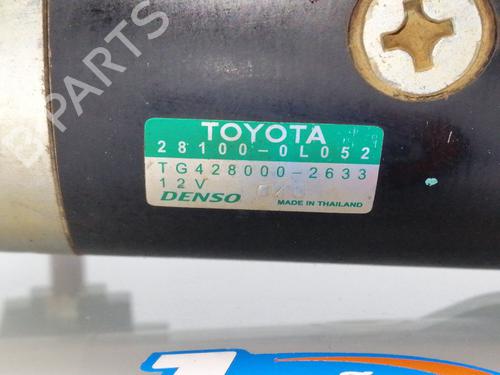 TOYOTA
28100-0L052
TG428000-2633
12V
DENSO MADE IN THAILAND